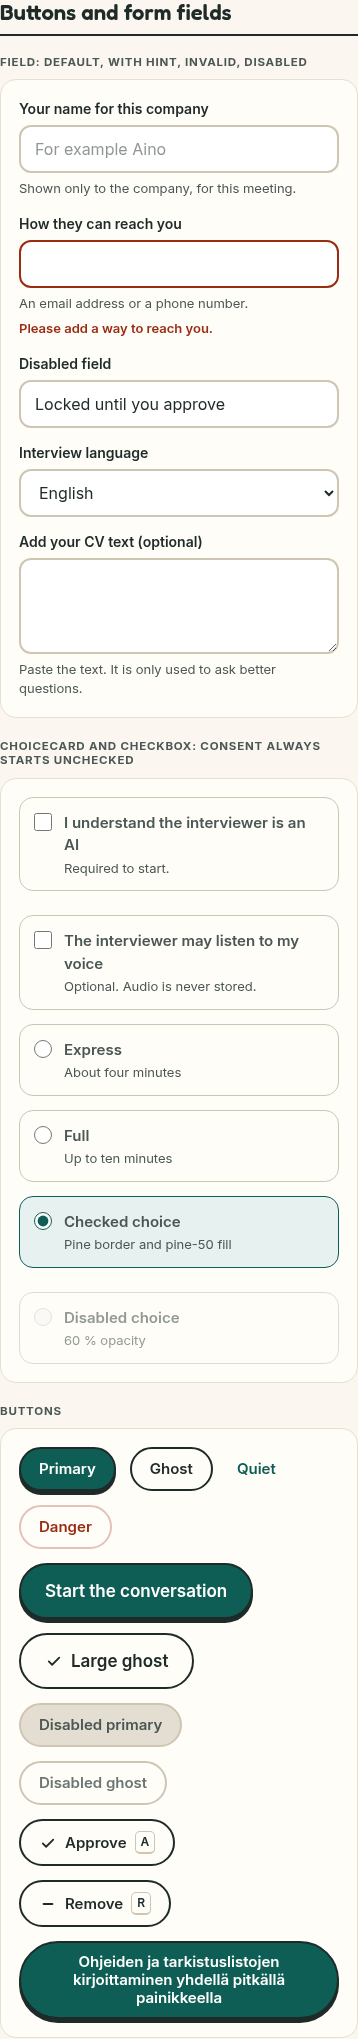 Buttons and form fields
FIELD: DEFAULT, WITH HINT, INVALID, DISABLED
Your name for this company
For example Aino
Shown only to the company, for this meeting.
How they can reach you
An email address or a phone number.
Please add a way to reach you.
Disabled field
Locked until you approve
Interview language
English
Add your CV text (optional)
Paste the text. It is only used to ask better
questions.
CHOICECARD AND CHECKBOX: CONSENT ALWAYS
STARTS UNCHECKED
I understand the interviewer is an
AI
Required to start.
The interviewer may listen to my
voice
Optional. Audio is never stored.
Express
About four minutes
Full
Up to ten minutes
Checked choice
Pine border and pine-50 fill
Disabled choice
60 % opacity
BUTTONS
Primary Ghost Quiet
Danger
Start the conversation
Large ghost
Disabled primary
Disabled ghost
Approve A
Remove R
Ohjeiden ja tarkistuslistojen
kirjoittaminen yhdellä pitkällä
painikkeella